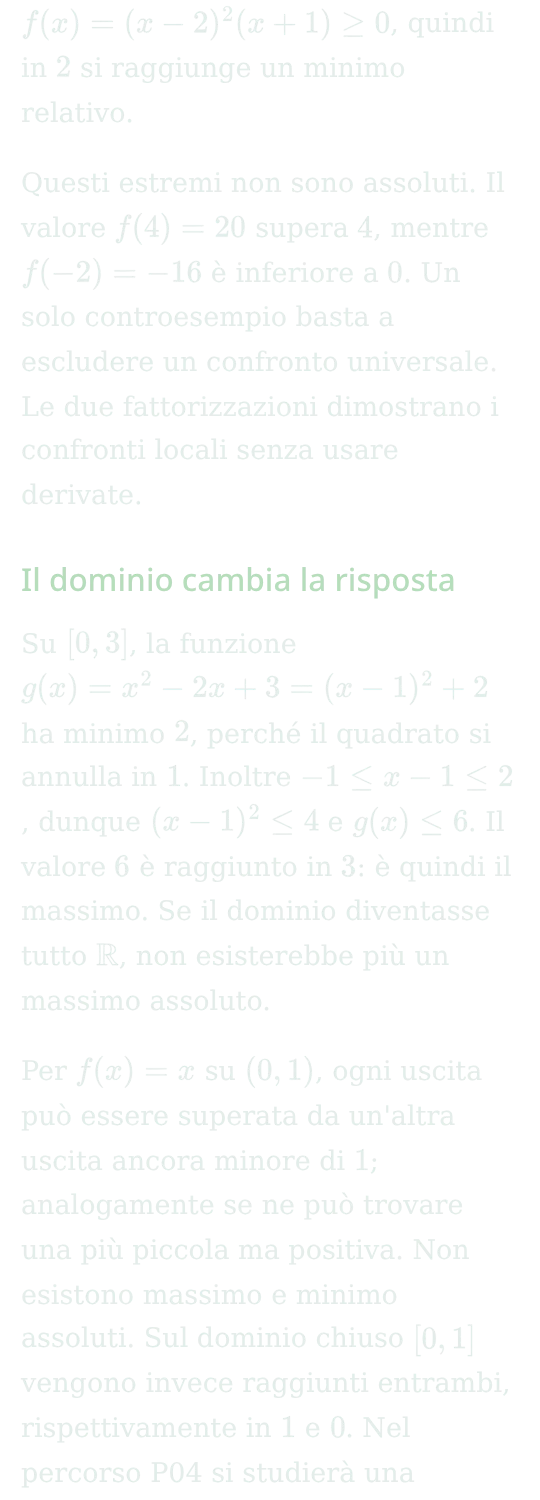 f(x) = (x − 2)²(x + 1) ≥ 0, quindi
in 2 si raggiunge un minimo
relativo.
Questi estremi non sono assoluti. Il
valore f(4) = 20 supera 4, mentre
f(−2) = −16 è inferiore a 0. Un
solo controesempio basta a
escludere un confronto universale.
Le due fattorizzazioni dimostrano i
confronti locali senza usare
derivate.
Il dominio cambia la risposta
Su [0, 3], la funzione
g(x) = x² − 2x + 3 = (x − 1)² + 2
ha minimo 2, perché il quadrato si
annulla in 1. Inoltre −1 ≤ x − 1 ≤ 2
, dunque (x − 1)² ≤ 4 e g(x) ≤ 6. Il
valore 6 è raggiunto in 3: è quindi il
massimo. Se il dominio diventasse
tutto ℝ, non esisterebbe più un
massimo assoluto.
Per f(x) = x su (0, 1), ogni uscita
può essere superata da un'altra
uscita ancora minore di 1;
analogamente se ne può trovare
una più piccola ma positiva. Non
esistono massimo e minimo
assoluti. Sul dominio chiuso [0, 1]
vengono invece raggiunti entrambi,
rispettivamente in 1 e 0. Nel
percorso P04 si studierà una